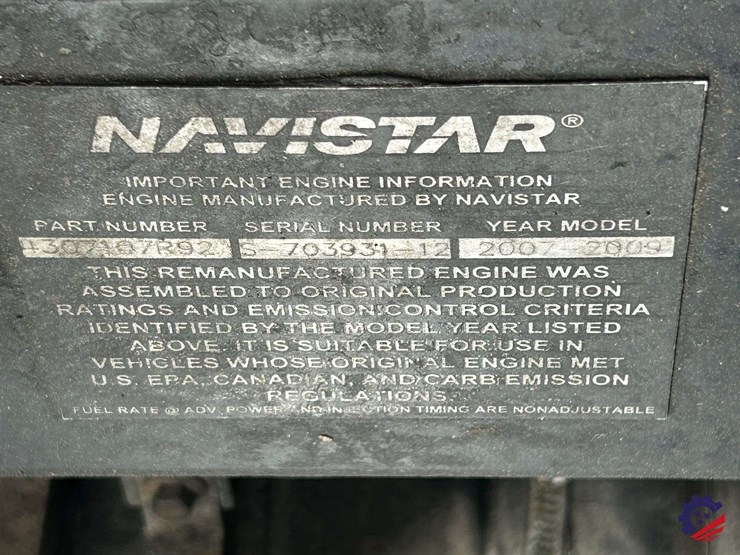 NAVISTAR®
IMPORTANT ENGINE INFORMATION
ENGINE MANUFACTURED BY NAVISTAR
PART NUMBER SERIAL NUMBER YEAR MODEL
703931-12 2007-2009
THIS REMANUFACTURED ENGINE WAS
ASSEMBLED TO ORIGINAL PRODUCTION
RATINGS AND EMISSION CONTROL CRITERIA
IDENTIFIED BY THE MODEL YEAR LISTED
ABOVE. IT IS SUITABLE FOR USE IN
VEHICLES WHOSE ORIGINAL ENGINE MET
U.S. EPA, CANADIAN, AND CARB EMISSION
REGULATIONS.
FUEL RATE @ ADV. POWER AND INJECTION TIMING ARE NONADJUSTABLE